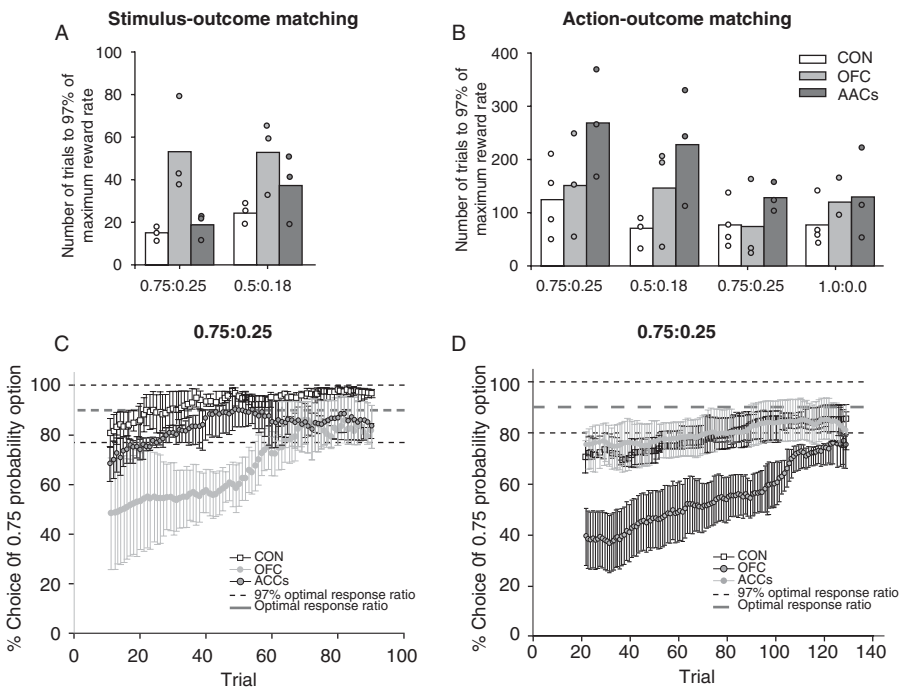 Stimulus-outcome matching
Action-outcome matching
A
Number of trials to 97% of
maximum reward rate
100
80
60
40
20
0
0.75:0.25
0.5:0.18
B
Number of trials to 97% of
maximum reward rate
400
300
200
100
0
0.75:0.25
0.5:0.18
0.75:0.25
1.0:0.0
CON
OFC
AACs
C
0.75:0.25
% Choice 0f 0.75 probability option
100
80
60
40
20
0
0
20
40
60
80
100
Trial
CON
OFC
ACCs
97% optimal response ratio
Optimal response ratio
D
0.75:0.25
% Choice 0f 0.75 probability option
100
80
60
40
20
0
0
20
40
60
80
100
120
140
Trial
CON
OFC
ACCs
97% optimal response ratio
Optimal response ratio